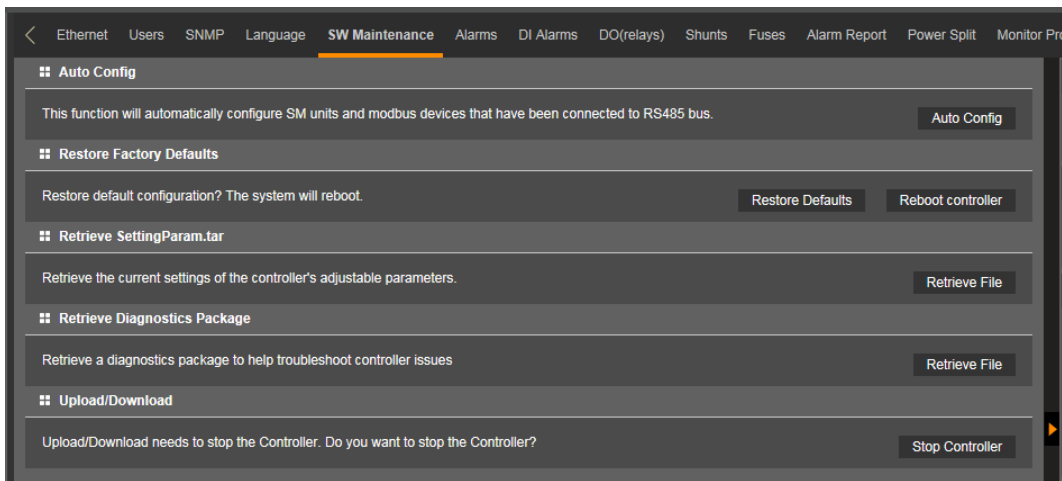 Ethernet Users SNMP Language SW Maintenance Alarms DI Alarms DO(relays) Shunts Fuses Alarm Report Power Split Monitor
Auto Config
This function will automatically configure SM units and modbus devices that have been connected to RS485 bus.
Auto Config
Restore Factory Defaults
Restore default configuration? The system will reboot.
Restore Defaults Reboot controller
Retrieve SettingParam.tar
Retrieve the current settings of the controller's adjustable parameters.
Retrieve File
Retrieve Diagnostics Package
Retrieve a diagnostics package to help troubleshoot controller issues
Retrieve File
Upload/Download
Upload/Download needs to stop the Controller. Do you want to stop the Controller?
Stop Controller